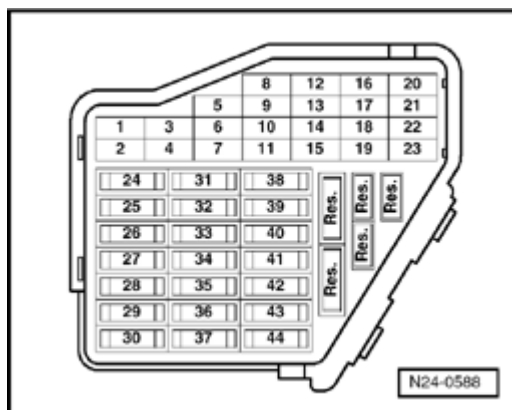 8 12 16 20
5 9 13 17 21
1 3 6 10 14 18 22
2 4 7 11 15 19 23
24 31 38
25 32 39
26 33 40
27 34 41
28 35 42
29 36 43
30 37 44
Res.
Res.
Res.
Res.
Res.
N24-0588